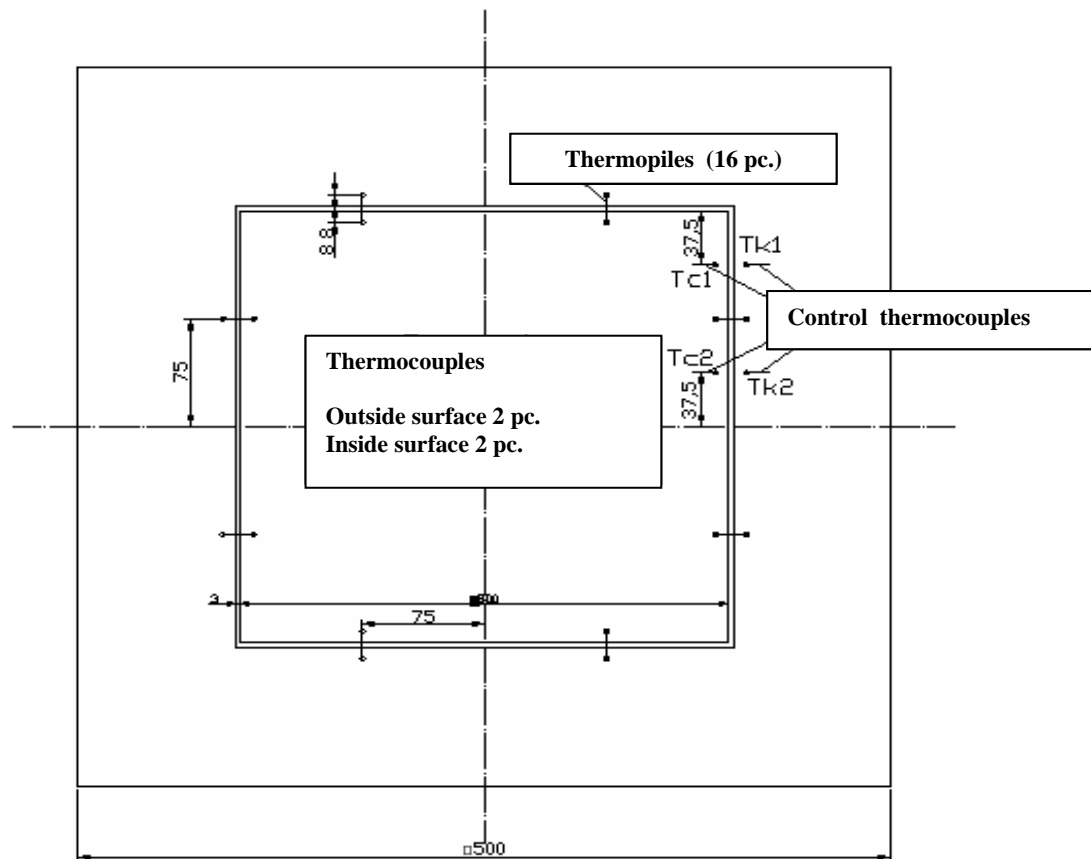 Thermopiles (16 pc.)
8.8
37,5
Tk1
Tc1
Control thermocouples
75
Thermocouples
Outside surface 2 pc.
Inside surface 2 pc.
Tc2
Tk2
37,5
3
75
□500